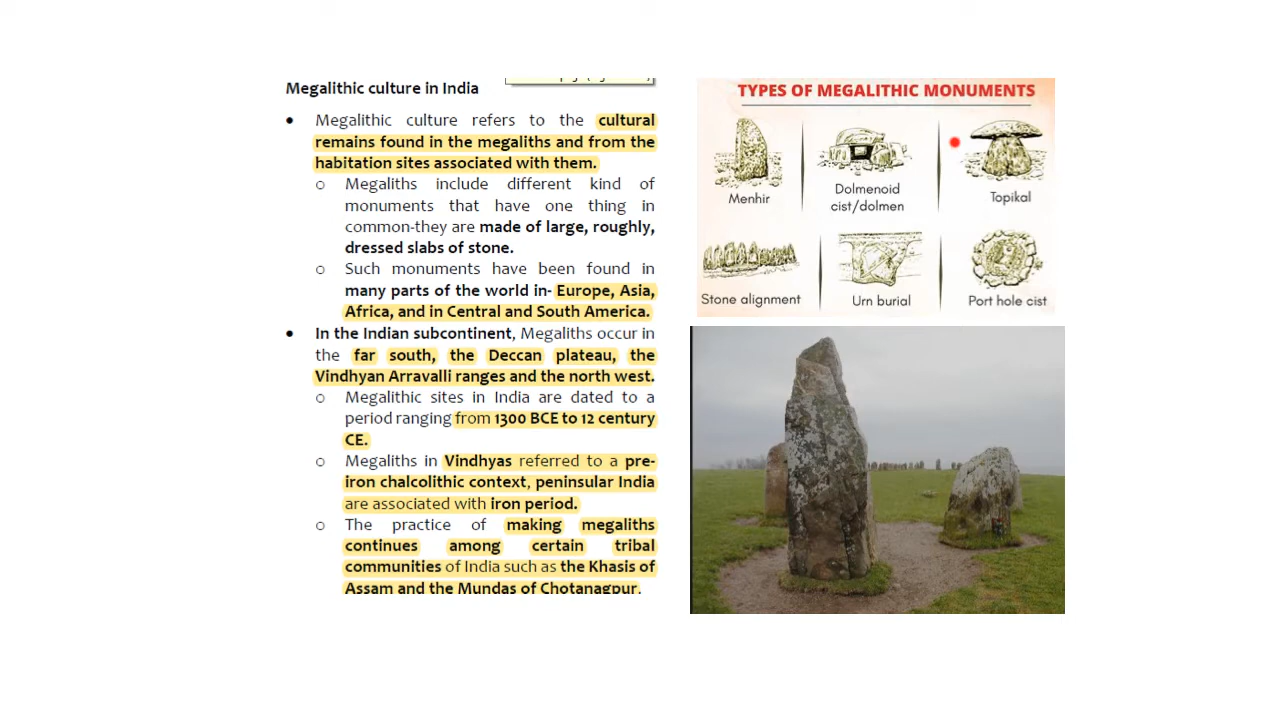 Megalithic culture in India
• Megalithic culture refers to the cultural
remains found in the megaliths and from the
habitation sites associated with them.
o Megaliths include different kind of
monuments that have one thing in
common-they are made of large, roughly,
dressed slabs of stone.
o Such monuments have been found in
many parts of the world in- Europe, Asia,
Africa, and in Central and South America.
• In the Indian subcontinent, Megaliths occur in
the far south, the Deccan plateau, the
Vindhyan Arravalli ranges and the north west.
o Megalithic sites in India are dated to a
period ranging from 1300 BCE to 12 century
CE.
o Megaliths in Vindhyas referred to a pre-
iron chalcolithic context, peninsular India
are associated with iron period.
o The practice of making megaliths
continues among certain tribal
communities of India such as the Khasis of
Assam and the Mundas of Chotanagpur.
TYPES OF MEGALITHIC MONUMENTS
Menhir
Dolmenoid
cist/dolmen
Topikal
Stone alignment
Urn burial
Port hole cist